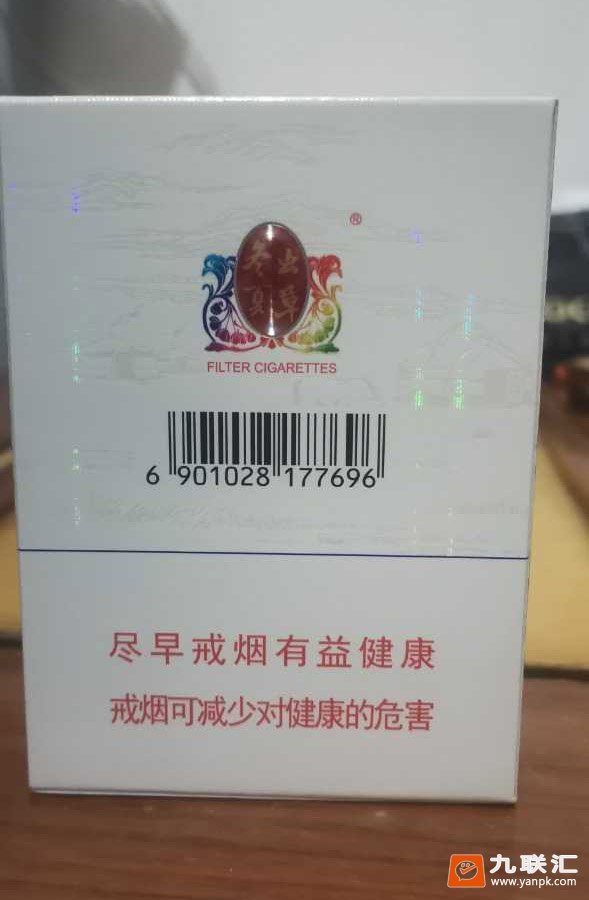 ®
冬虫
夏草
FILTER CIGARETTES
6 901028 177696
尽早戒烟有益健康
戒烟可减少对健康的危害
九联汇
www.yanpk.com